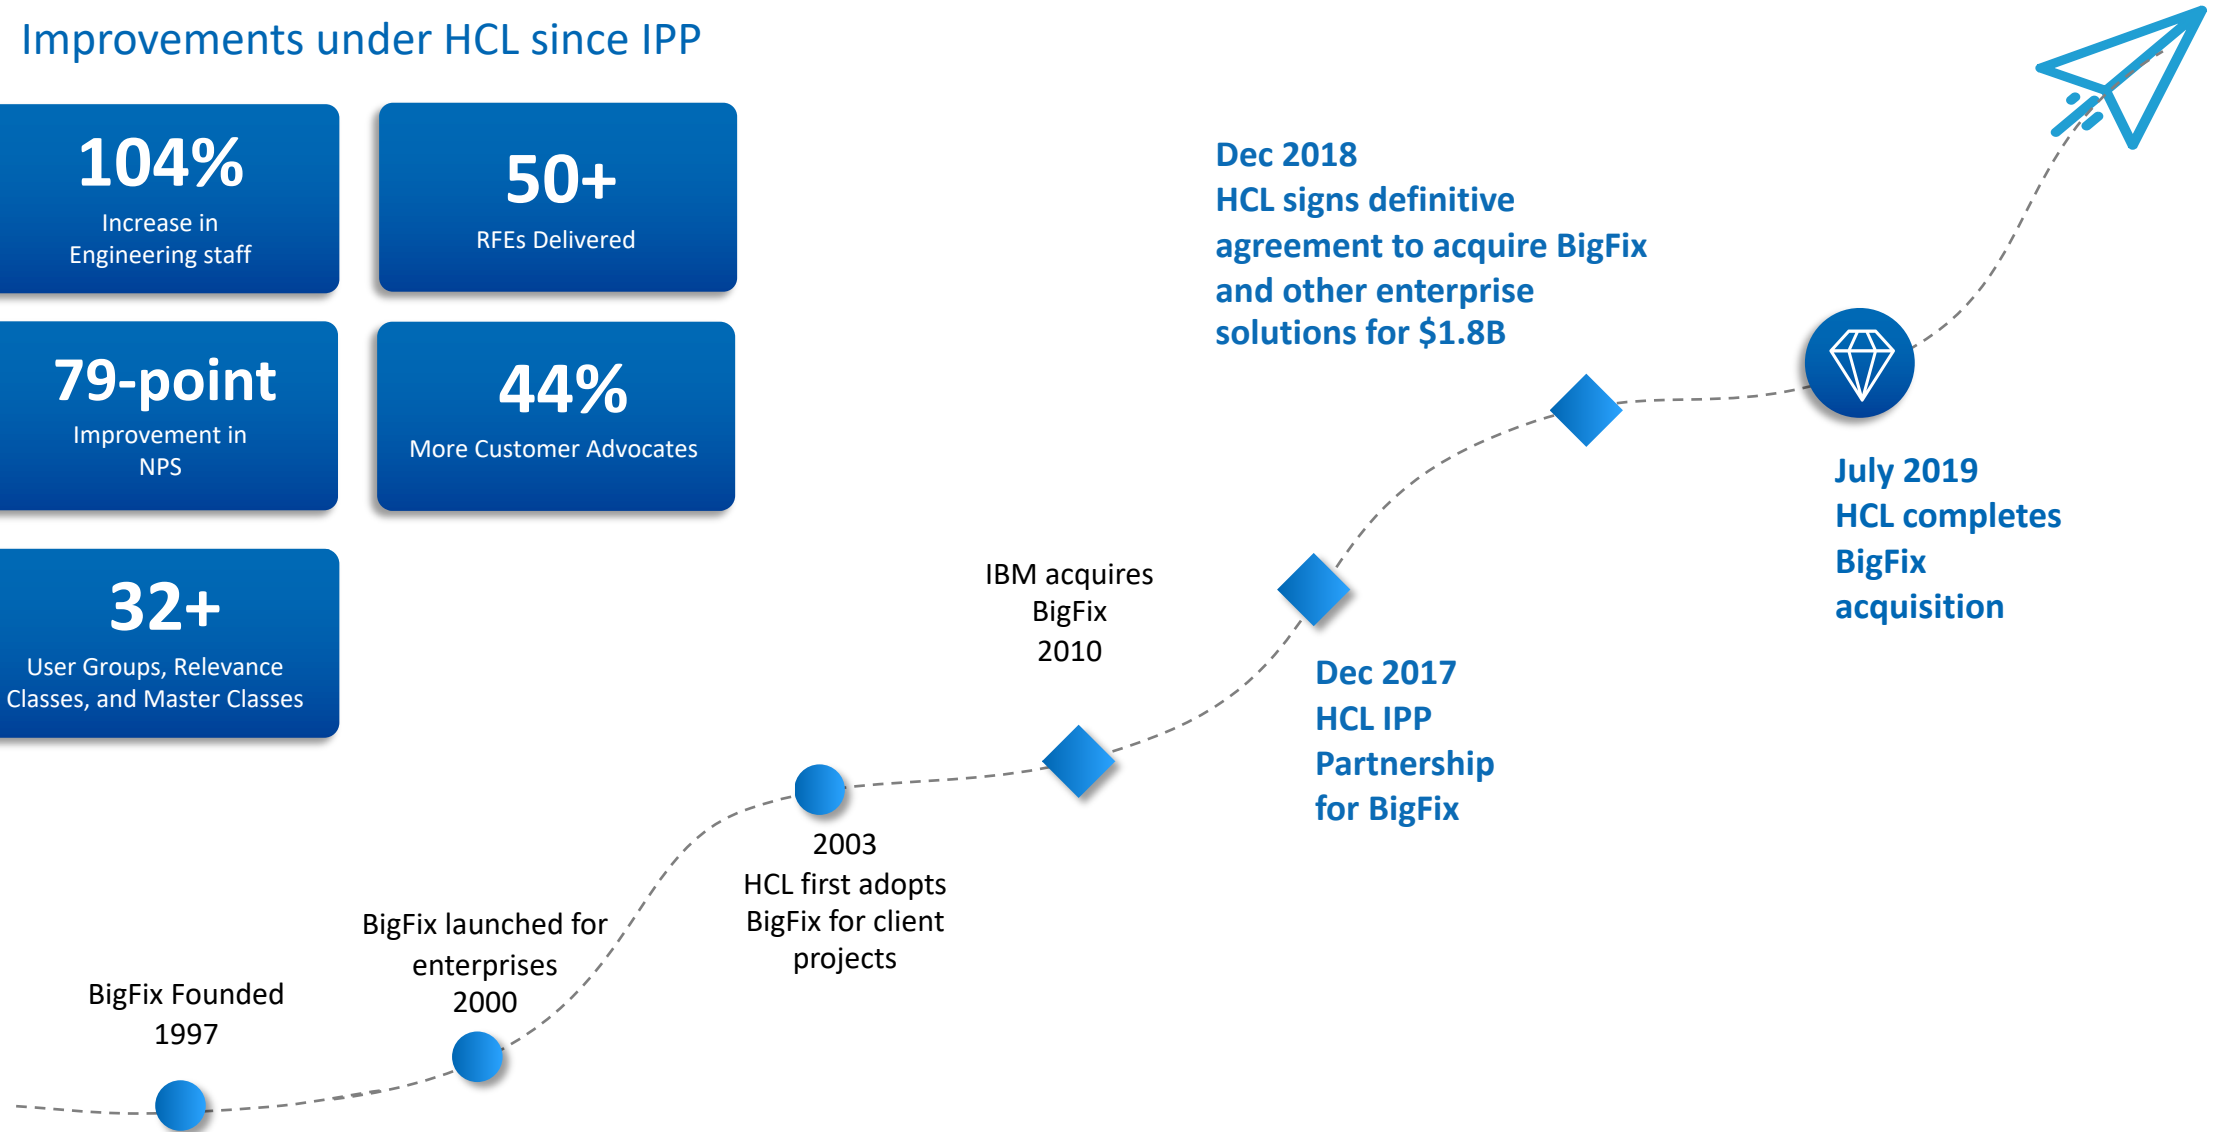 Improvements under HCL since IPP
104%
Increase in
Engineering staff
50+
RFEs Delivered
79-point
Improvement in
NPS
44%
More Customer Advocates
32+
User Groups, Relevance
Classes, and Master Classes
BigFix Founded
1997
BigFix launched for
enterprises
2000
2003
HCL first adopts
BigFix for client
projects
IBM acquires
BigFix
2010
Dec 2017
HCL IPP
Partnership
for BigFix
Dec 2018
HCL signs definitive
agreement to acquire BigFix
and other enterprise
solutions for $1.8B
July 2019
HCL completes
BigFix
acquisition